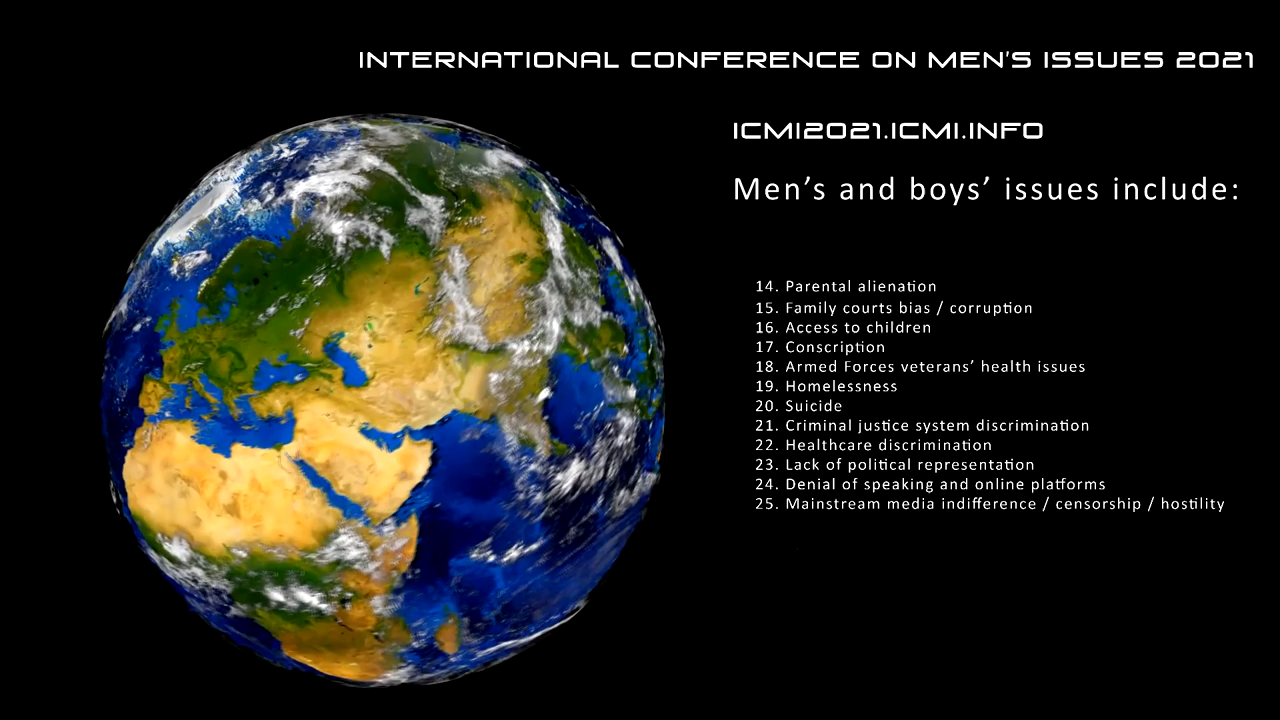 INTERNATIONAL CONFERENCE ON MEN'S ISSUES 2021
ICMI2021.ICMI.INFO
Men's and boys' issues include:
14. Parental alienation
15. Family courts bias / corruption
16. Access to children
17. Conscription
18. Armed Forces veterans' health issues
19. Homelessness
20. Suicide
21. Criminal justice system discrimination
22. Healthcare discrimination
23. Lack of political representation
24. Denial of speaking and online platforms
25. Mainstream media indifference / censorship / hostility